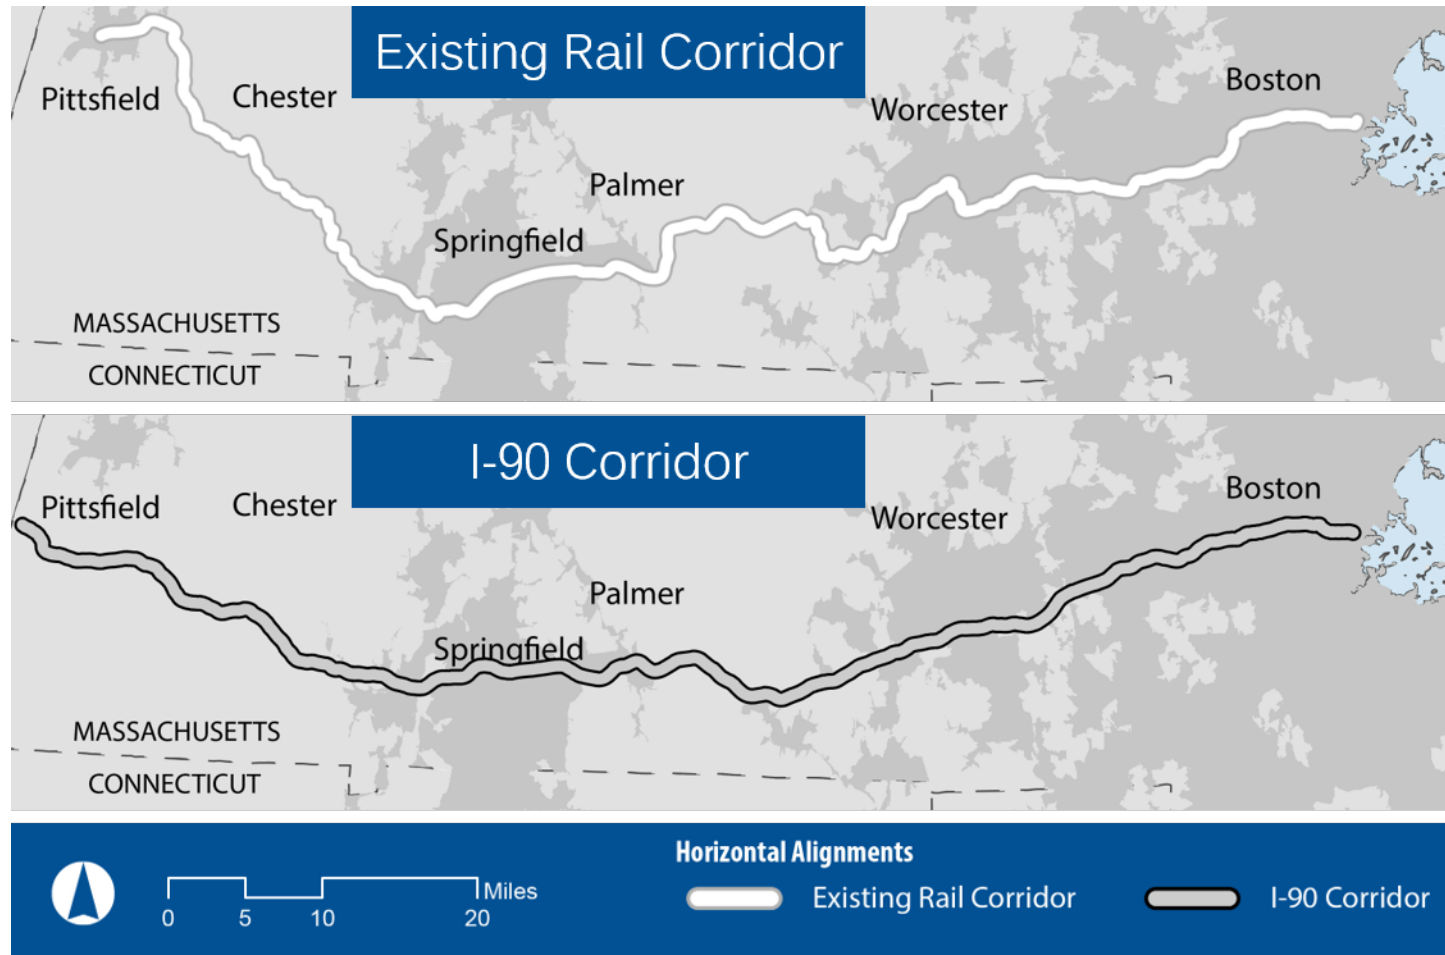 Existing Rail Corridor
Pittsfield
Chester
Worcester
Boston
Palmer
Springfield
MASSACHUSETTS
CONNECTICUT
I-90 Corridor
Pittsfield
Chester
Worcester
Boston
Palmer
Springfield
MASSACHUSETTS
CONNECTICUT
Horizontal Alignments
Miles
0 5 10 20
Existing Rail Corridor
I-90 Corridor